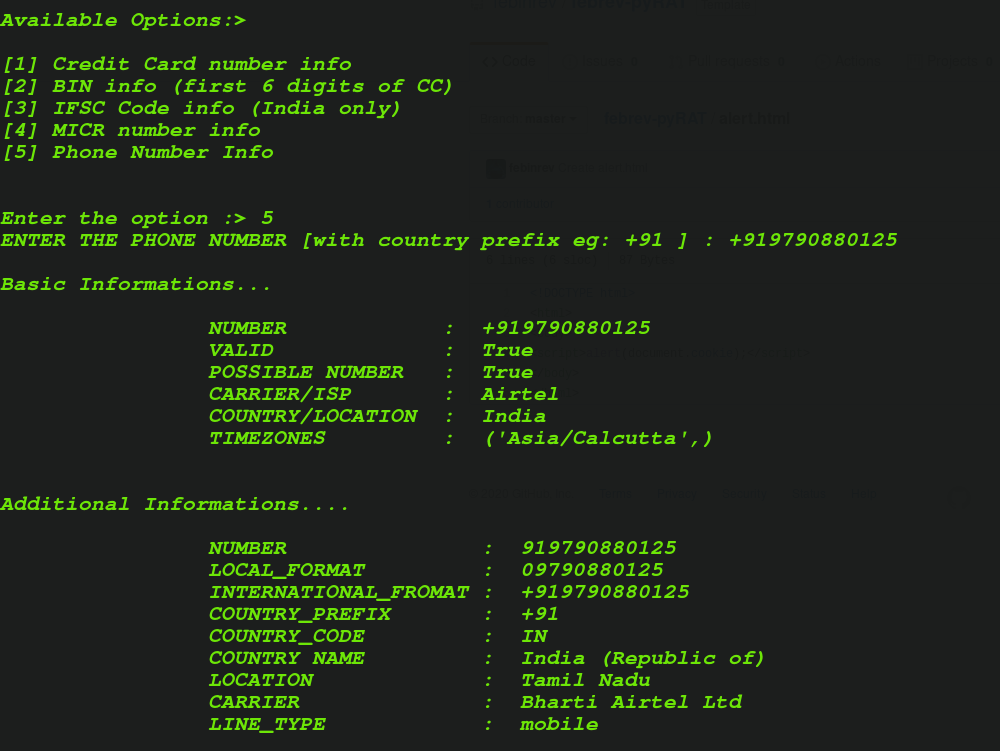 Available Options:>
[1] Credit Card number info
[2] BIN info (first 6 digits of CC)
[3] IFSC Code info (India only)
[4] MICR number info
[5] Phone Number Info
Enter the option :> 5
ENTER THE PHONE NUMBER [with country prefix eg: +91 ] : +919790880125
Basic Informations...
NUMBER : +919790880125
VALID : True
POSSIBLE NUMBER : True
CARRIER/ISP : Airtel
COUNTRY/LOCATION : India
TIMEZONES : ('Asia/Calcutta',)
Additional Informations....
NUMBER : 919790880125
LOCAL_FORMAT : 09790880125
INTERNATIONAL_FROMAT : +919790880125
COUNTRY_PREFIX : +91
COUNTRY_CODE : IN
COUNTRY NAME : India (Republic of)
LOCATION : Tamil Nadu
CARRIER : Bharti Airtel Ltd
LINE_TYPE : mobile